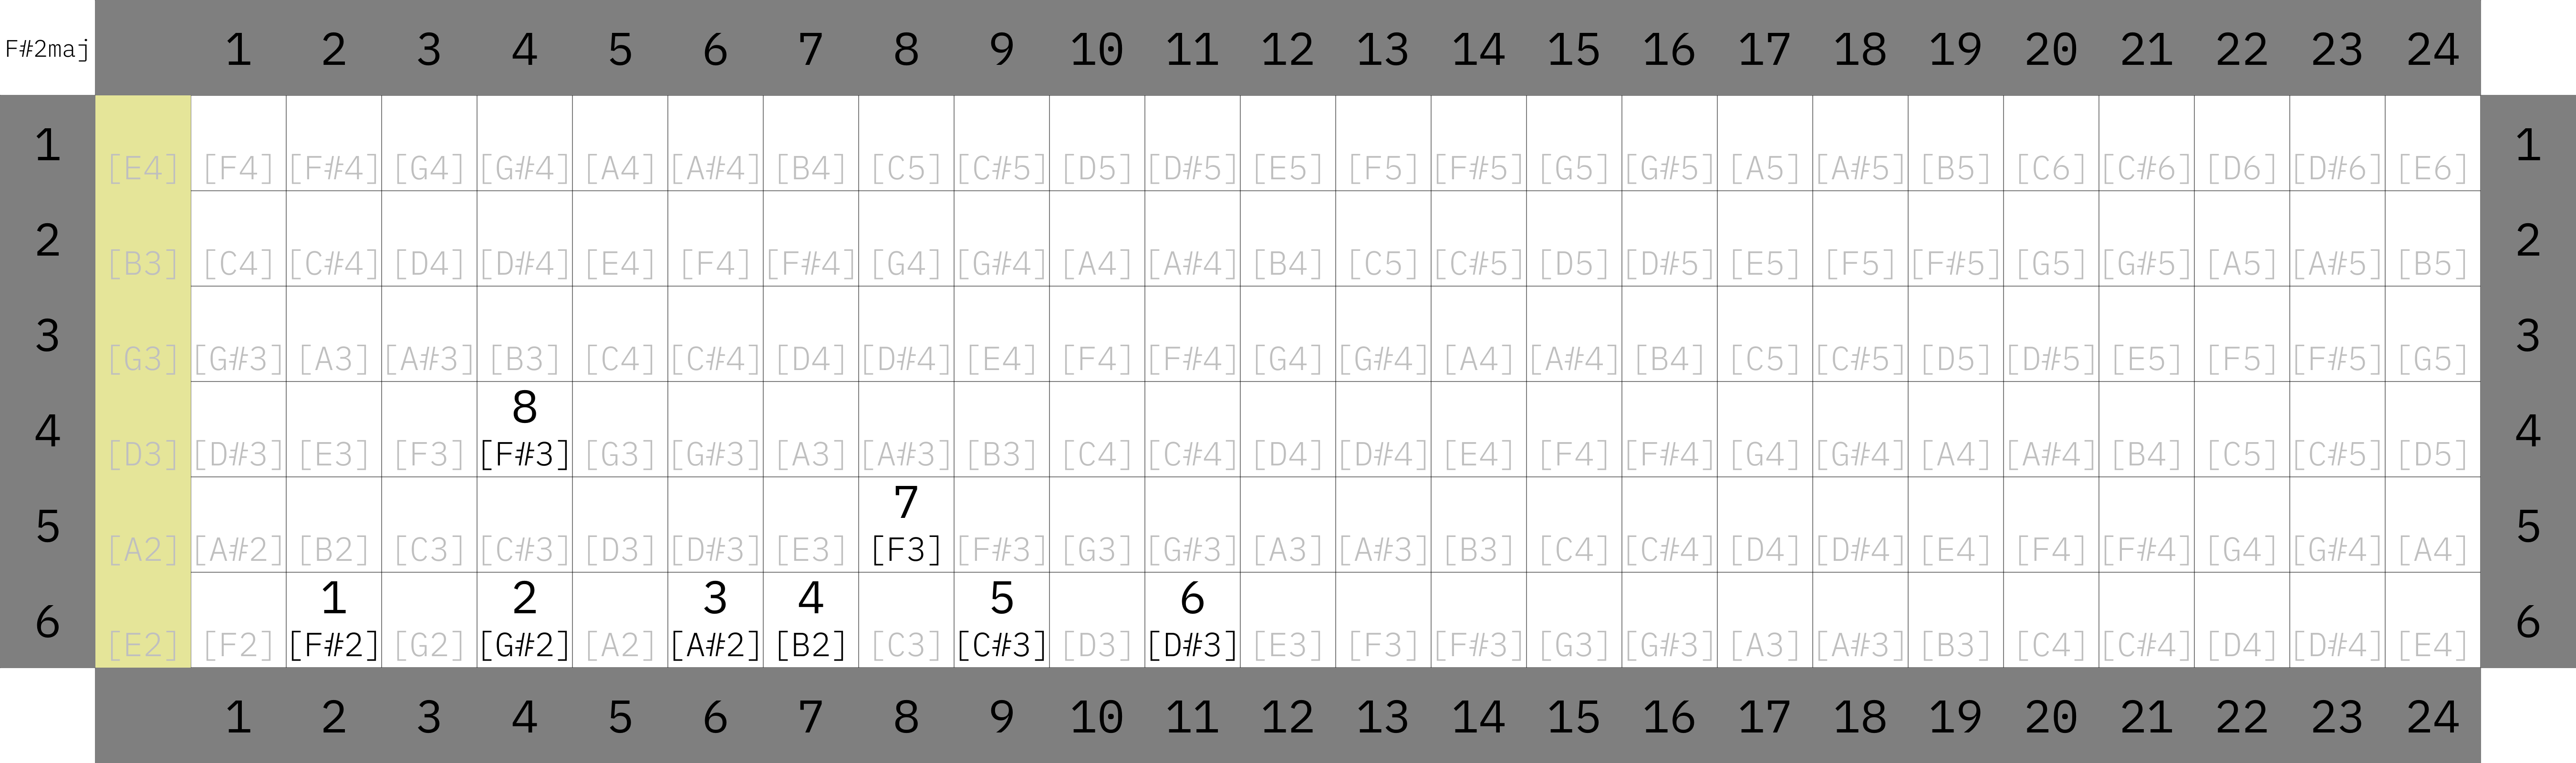 F#2maj 1 2 3 4 5 6 7 8 9 10 11 12 13 14 15 16 17 18 19 20 21 22 23 24
1 [E4] [F4] [F#4] [G4] [G#4] [A4] [A#4] [B4] [C5] [C#5] [D5] [D#5] [E5] [F5] [F#5] [G5] [G#5] [A5] [A#5] [B5] [C6] [C#6] [D6] [D#6] [E6] 1
2 [B3] [C4] [C#4] [D4] [D#4] [E4] [F4] [F#4] [G4] [G#4] [A4] [A#4] [B4] [C5] [C#5] [D5] [D#5] [E5] [F5] [F#5] [G5] [G#5] [A5] [A#5] [B5] 2
3 [G3] [G#3] [A3] [A#3] [B3] [C4] [C#4] [D4] [D#4] [E4] [F4] [F#4] [G4] [G#4] [A4] [A#4] [B4] [C5] [C#5] [D5] [D#5] [E5] [F5] [F#5] [G5] 3
8
4 [D3] [D#3] [E3] [F3] [F#3] [G3] [G#3] [A3] [A#3] [B3] [C4] [C#4] [D4] [D#4] [E4] [F4] [F#4] [G4] [G#4] [A4] [A#4] [B4] [C5] [C#5] [D5] 4
7
5 [A2] [A#2] [B2] [C3] [C#3] [D3] [D#3] [E3] [F3] [F#3] [G3] [G#3] [A3] [A#3] [B3] [C4] [C#4] [D4] [D#4] [E4] [F4] [F#4] [G4] [G#4] [A4] 5
1 2 3 4 5 6
6 [E2] [F2] [F#2] [G2] [G#2] [A2] [A#2] [B2] [C3] [C#3] [D3] [D#3] [E3] [F3] [F#3] [G3] [G#3] [A3] [A#3] [B3] [C4] [C#4] [D4] [D#4] [E4] 6
1 2 3 4 5 6 7 8 9 10 11 12 13 14 15 16 17 18 19 20 21 22 23 24